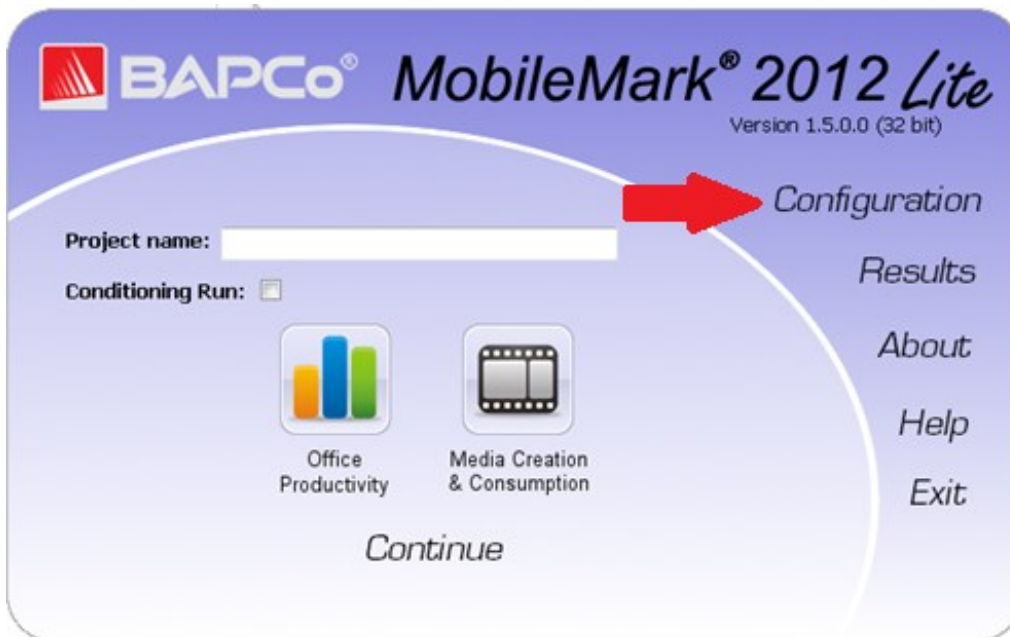 BAPCo® MobileMark® 2012 Lite
Version 1.5.0.0 (32 bit)
Configuration
Project name:
Results
Conditioning Run:
About
Office
Productivity
Media Creation
& Consumption
Help
Exit
Continue